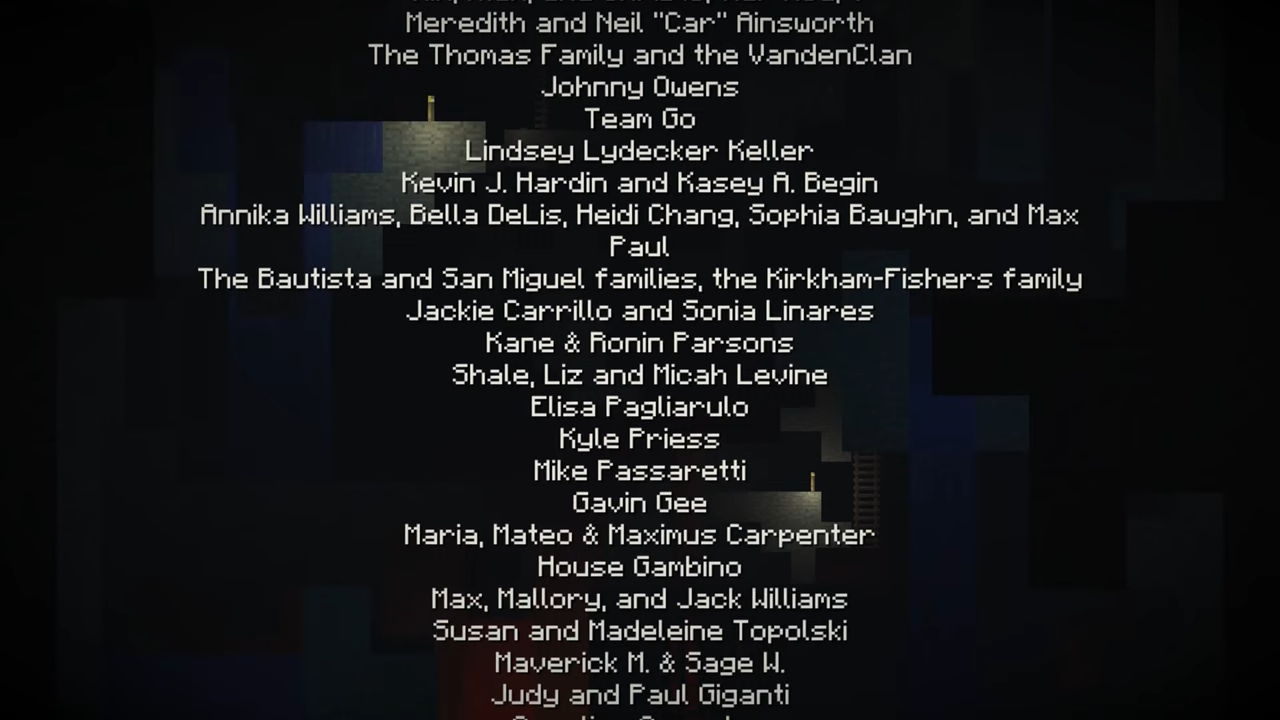 Meredith and Neil "Car" Ainsworth
The Thomas Family and the VandenClan
Johnny Owens
Team Go
Lindsey Lydecker Keller
Kevin J. Hardin and Kasey A. Begin
Annika Williams, Bella DeLis, Heidi Chang, Sophia Baughn, and Max
Paul
The Bautista and San Miguel families, the Kirkham-Fishers family
Jackie Carrillo and Sonia Linares
Kane & Ronin Parsons
Shale, Liz and Micah Levine
Elisa Pagliarulo
Kyle Priess
Mike Passaretti
Gavin Gee
Maria, Mateo & Maximus Carpenter
House Gambino
Max, Mallory, and Jack Williams
Susan and Madeleine Topolski
Maverick M. & Sage W.
Judy and Paul Giganti